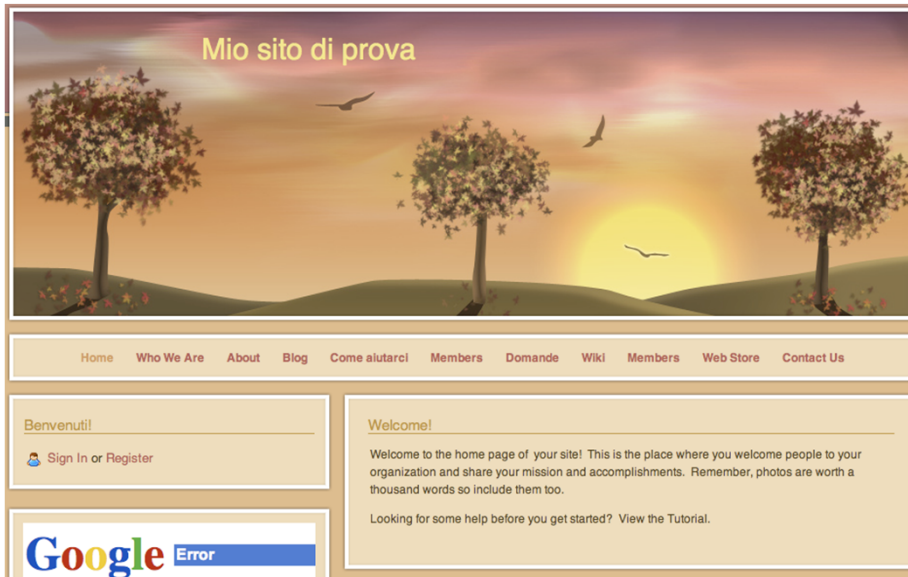 Mio sito di prova
Home Who We Are About Blog Come aiutarci Members Domande Wiki Members Web Store Contact Us
Benvenuti!
Sign In or Register
Google Error
Welcome!
Welcome to the home page of your site! This is the place where you welcome people to your
organization and share your mission and accomplishments. Remember, photos are worth a
thousand words so include them too.
Looking for some help before you get started? View the Tutorial.